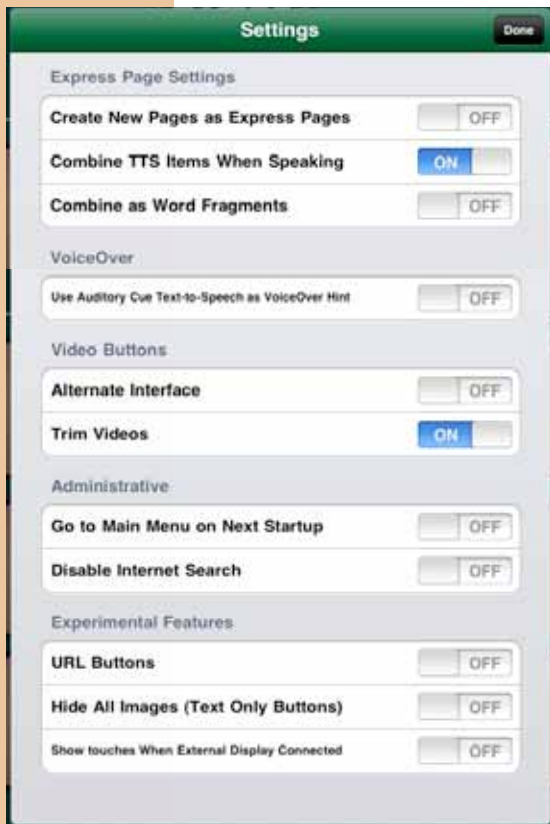 Settings
Done
Express Page Settings
Create New Pages as Express Pages OFF
Combine TTS Items When Speaking ON
Combine as Word Fragments OFF
VoiceOver
Use Auditory Cue Text-to-Speech as VoiceOver Hint OFF
Video Buttons
Alternate Interface OFF
Trim Videos ON
Administrative
Go to Main Menu on Next Startup OFF
Disable Internet Search OFF
Experimental Features
URL Buttons OFF
Hide All Images (Text Only Buttons) OFF
Show touches When External Display Connected OFF